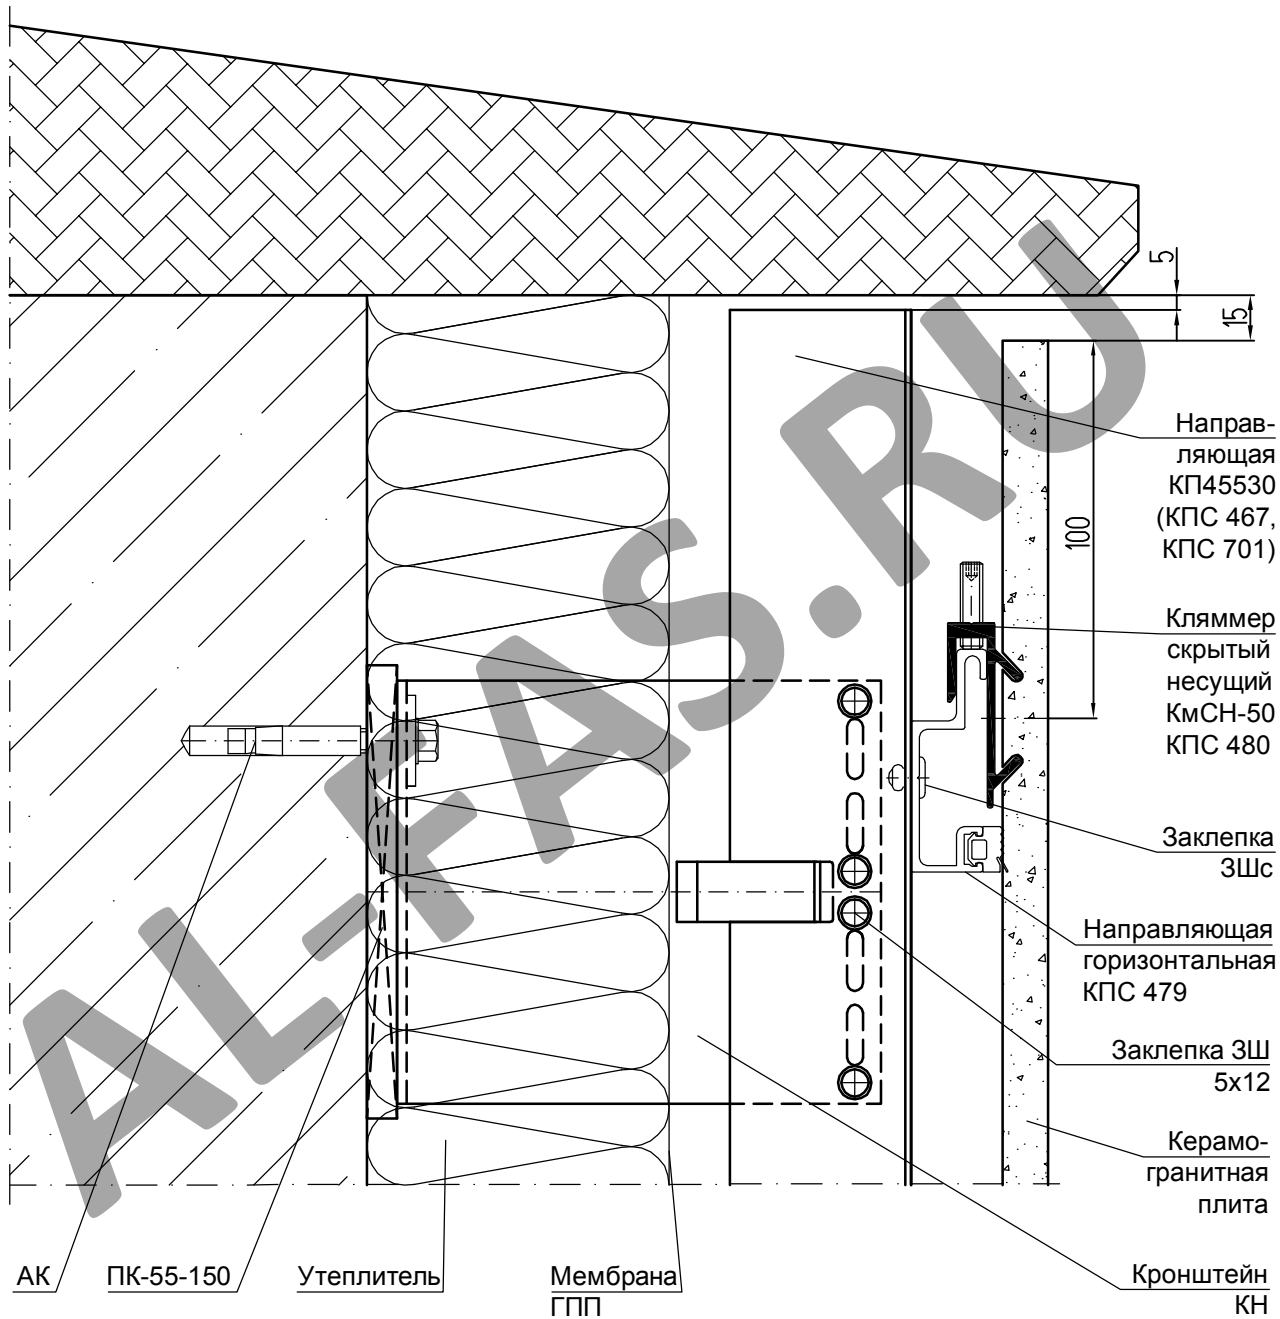 5
15
100
Направ-
ляющая
КП45530
(КПС 467,
КПС 701)
Кляммер
скрытый
несущий
КмСН-50
КПС 480
Заклепка
ЗШс
Направляющая
горизонтальная
КПС 479
Заклепка ЗШ
5х12
Керамо-
гранитная
плита
Кронштейн
КН
АК
ПК-55-150
Утеплитель
Мембрана
ГПП
AL-FAS.RU